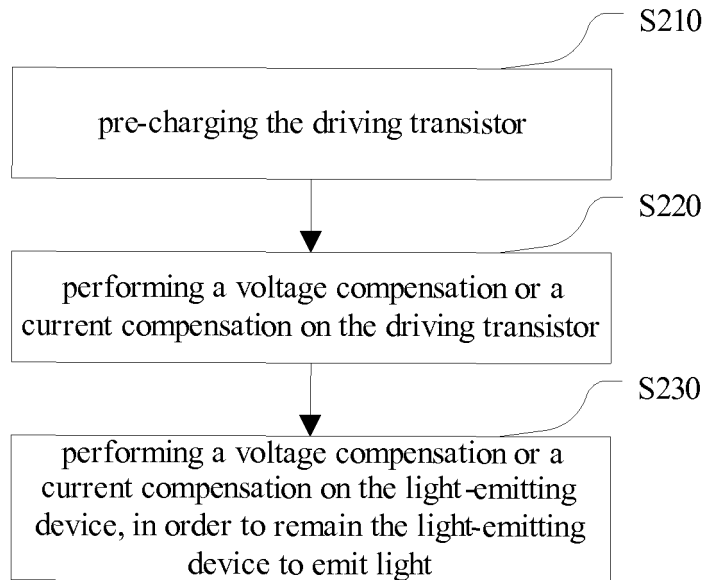 S210
pre-charging the driving transistor
S220
performing a voltage compensation or a
current compensation on the driving transistor
S230
performing a voltage compensation or a
current compensation on the light-emitting
device, in order to remain the light-emitting
device to emit light